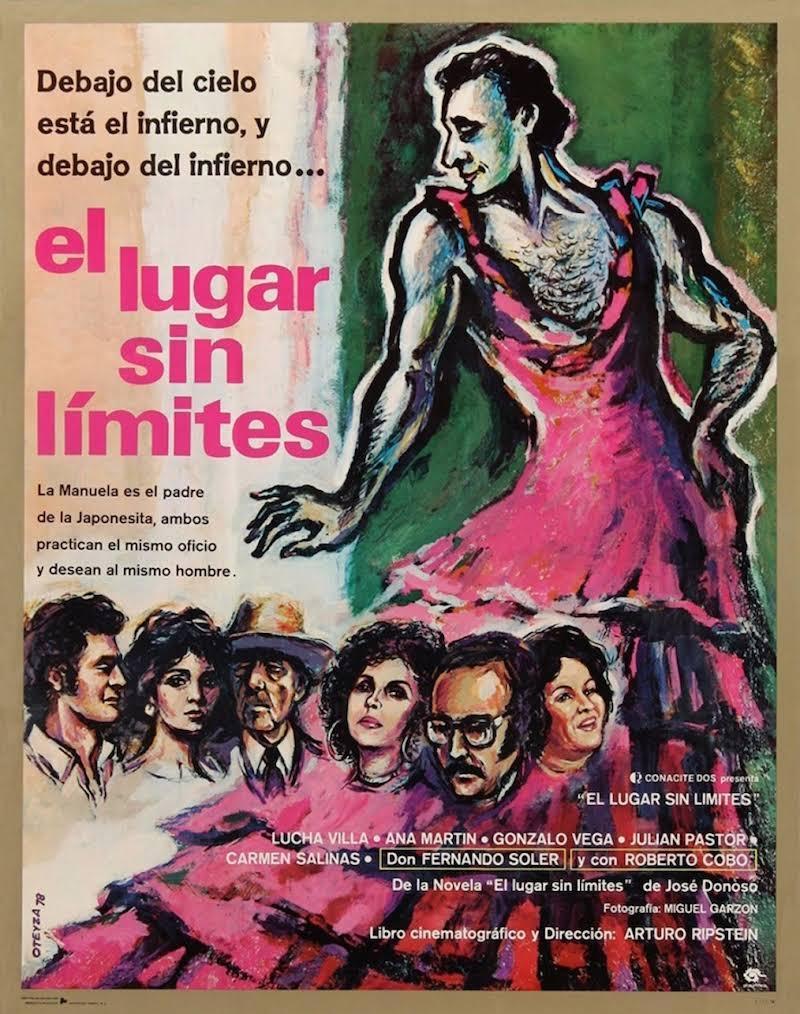 Debajo del cielo
está el infierno, y
debajo del infierno...
el lugar
sin
límites
La Manuela es el padre
de la Japonesita, ambos
practican el mismo oficio
y desean al mismo hombre.
CONACITE DOS presenta
"EL LUGAR SIN LIMITES"
LUCHA VILLA • ANA MARTIN • GONZALO VEGA • JULIAN PASTOR •
CARMEN SALINAS • Don FERNANDO SOLER y con ROBERTO COBO.
De la Novela "El lugar sin límites" de José Donoso
Fotografía: MIGUEL GARZON
Libro cinematográfico y Dirección: ARTURO RIPSTEIN
OTEYZA 78